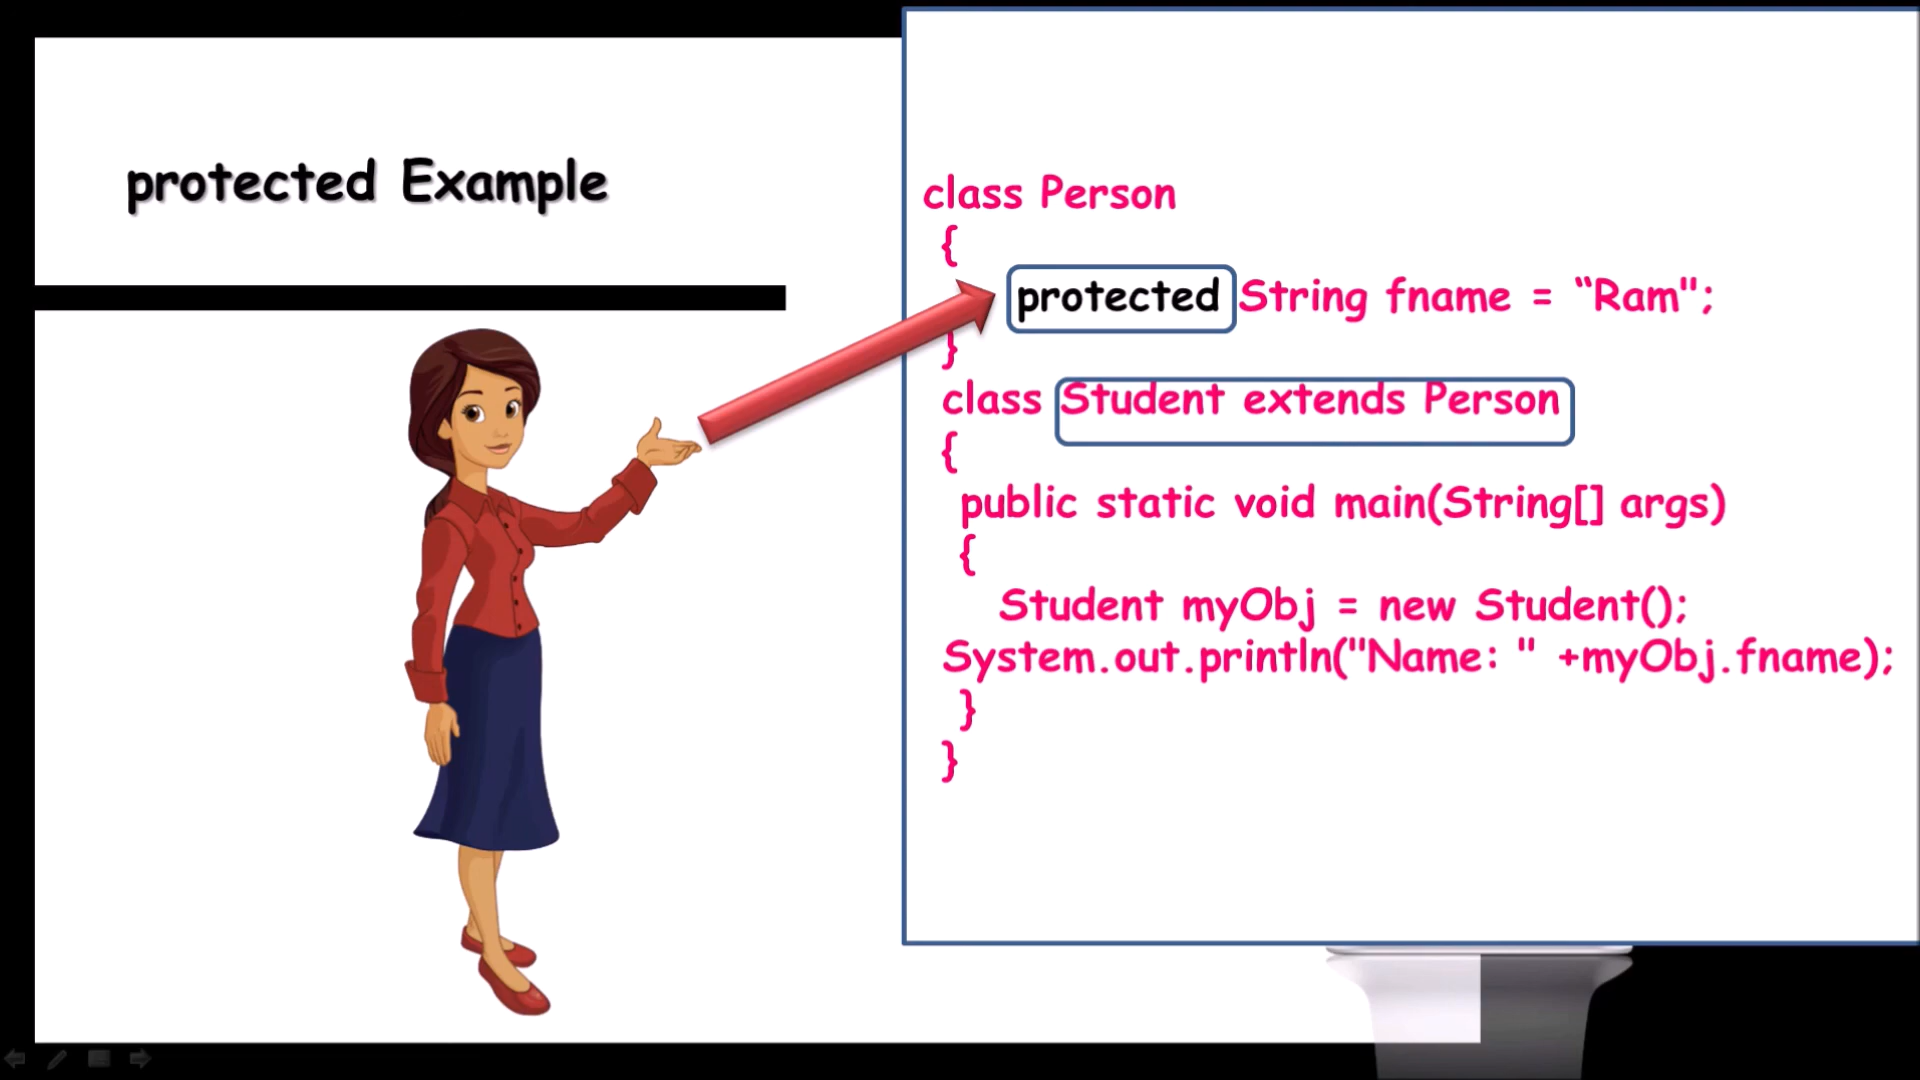 protected Example
class Person
{
protected String fname = “Ram";
}
class Student extends Person
{
public static void main(String[] args)
{
Student myObj = new Student();
System.out.println("Name: " +myObj.fname);
}
}